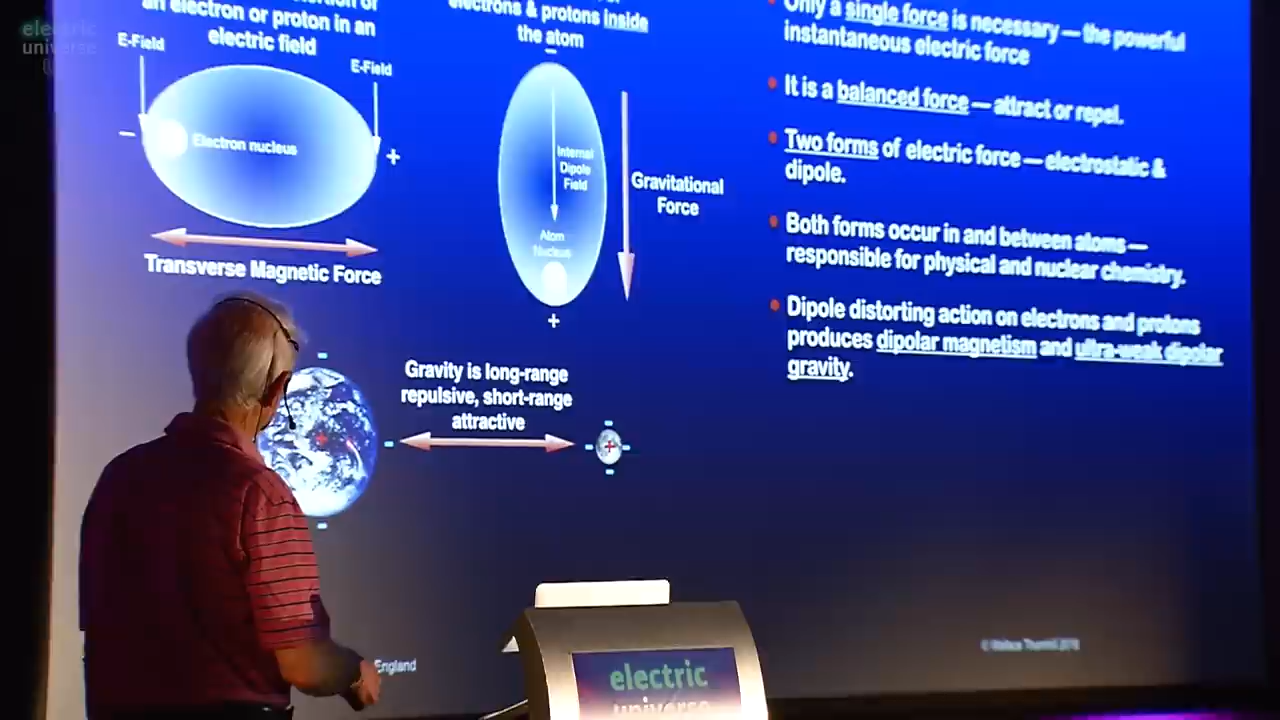 electric
universe
an electron or proton in an
electric field
E-Field
E-Field
−
Electron nucleus
+
Transverse Magnetic Force
electrons & protons inside
the atom
−
Internal
Dipole
Field
Atom
Nucleus
+
Gravitational
Force
Gravity is long-range
repulsive, short-range
attractive
Only a single force is necessary — the powerful
instantaneous electric force
• It is a balanced force — attract or repel.
• Two forms of electric force — electrostatic &
dipole.
• Both forms occur in and between atoms —
responsible for physical and nuclear chemistry.
• Dipole distorting action on electrons and protons
produces dipolar magnetism and ultra-weak dipolar
gravity.
England
electric
universe